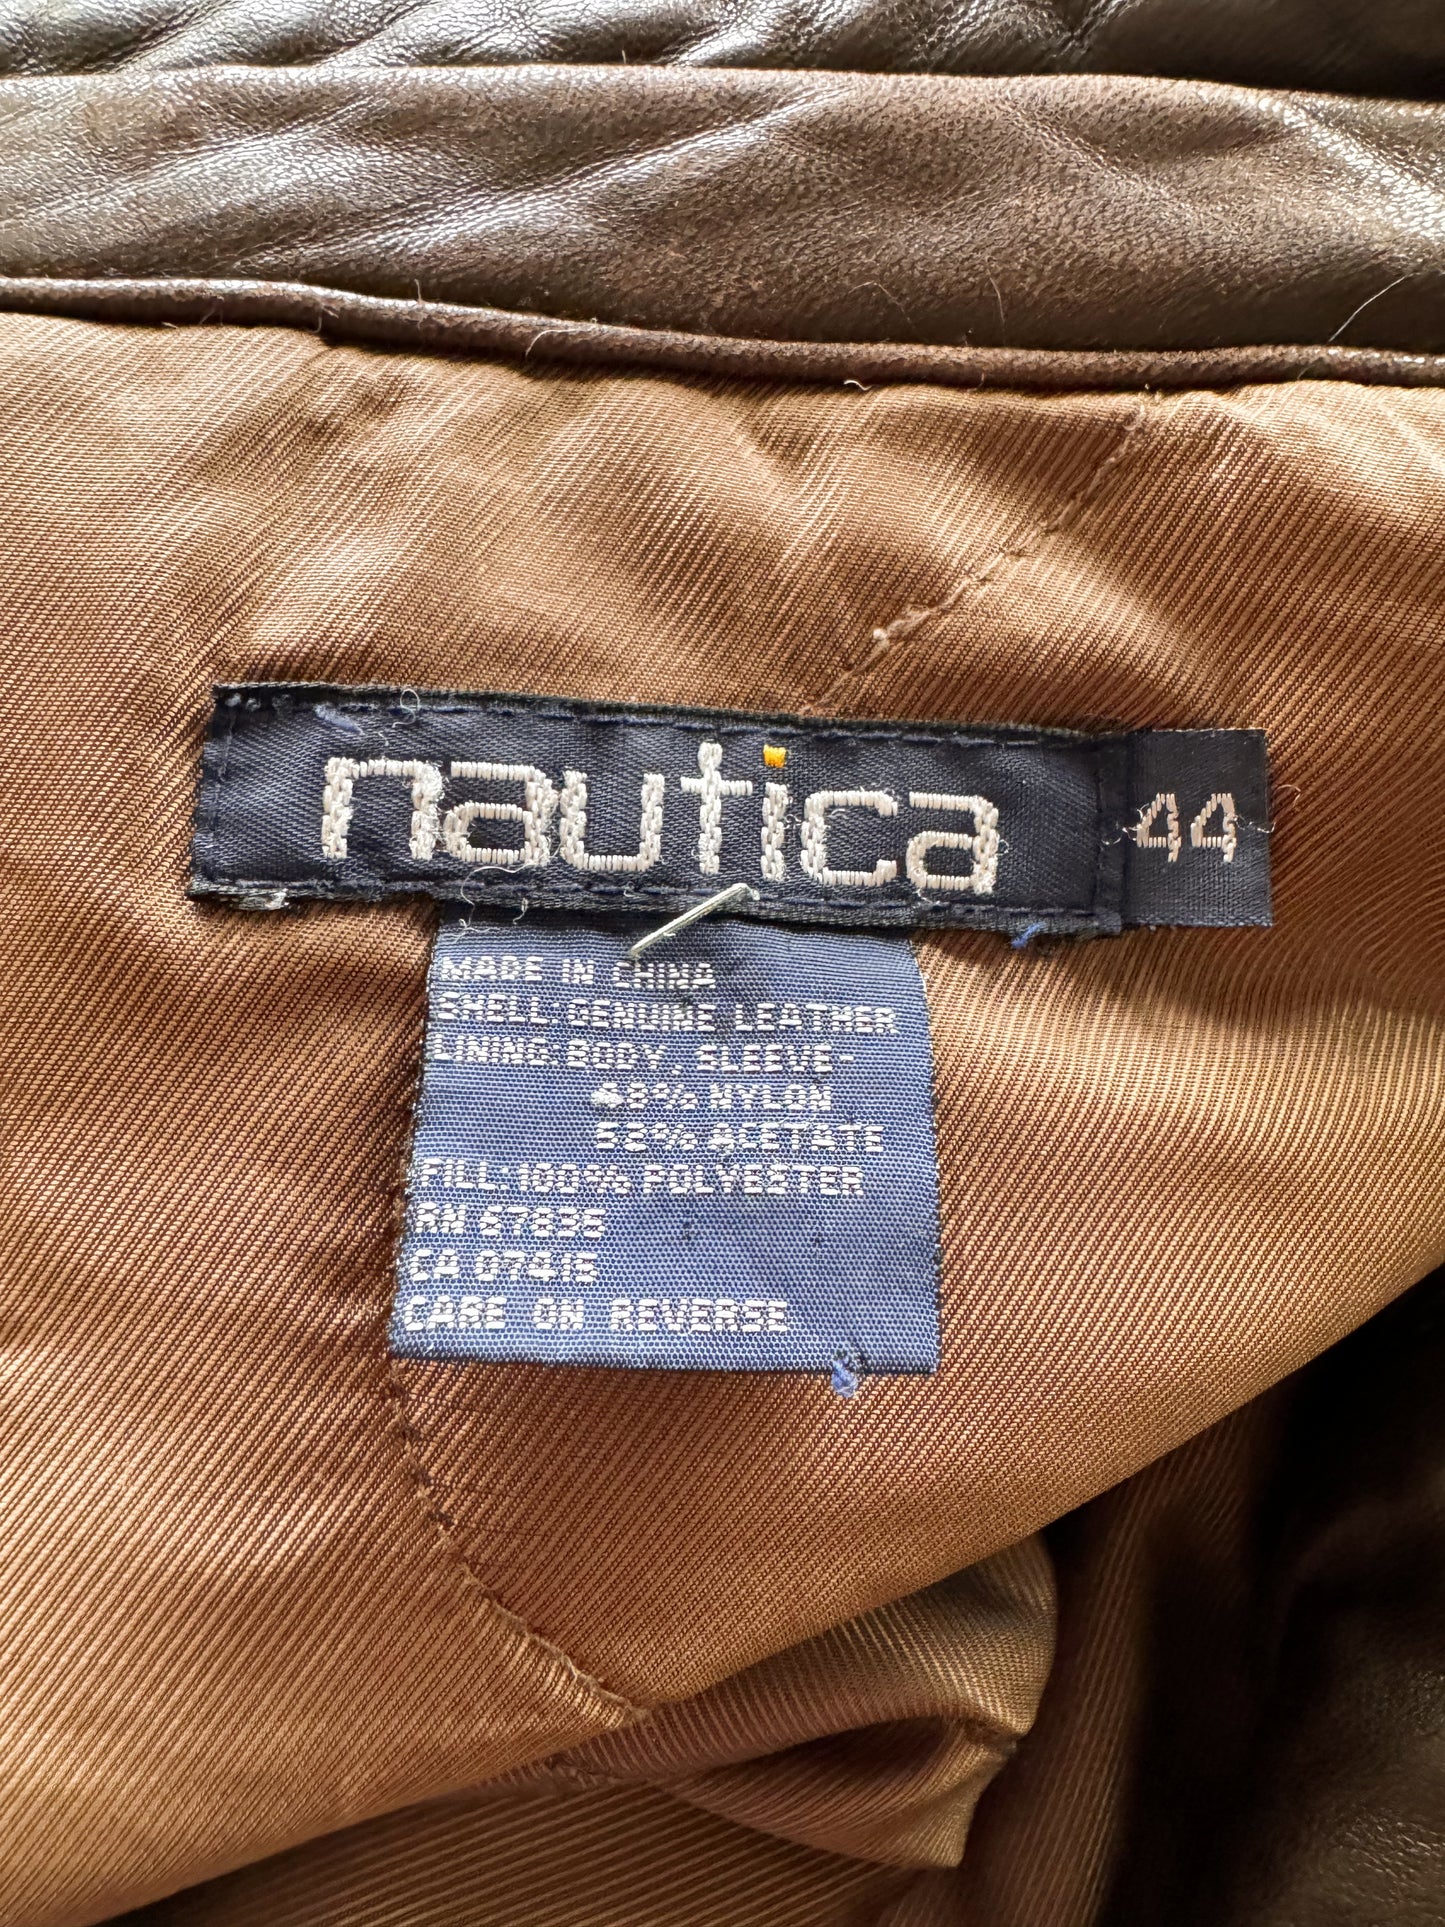 nautica 44
MADE IN CHINA
SHELL:GENUINE LEATHER
LINING:BODY, SLEEVE-
48% NYLON
52% ACETATE
FILL:100% POLYESTER
RN 67835
CA 07415
CARE ON REVERSE